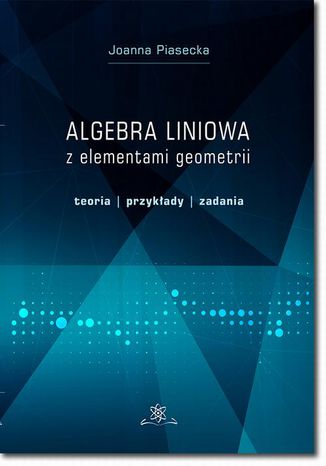 Joanna Piasecka
ALGEBRA LINIOWA
z elementami geometrii
teoria | przykłady | zadania